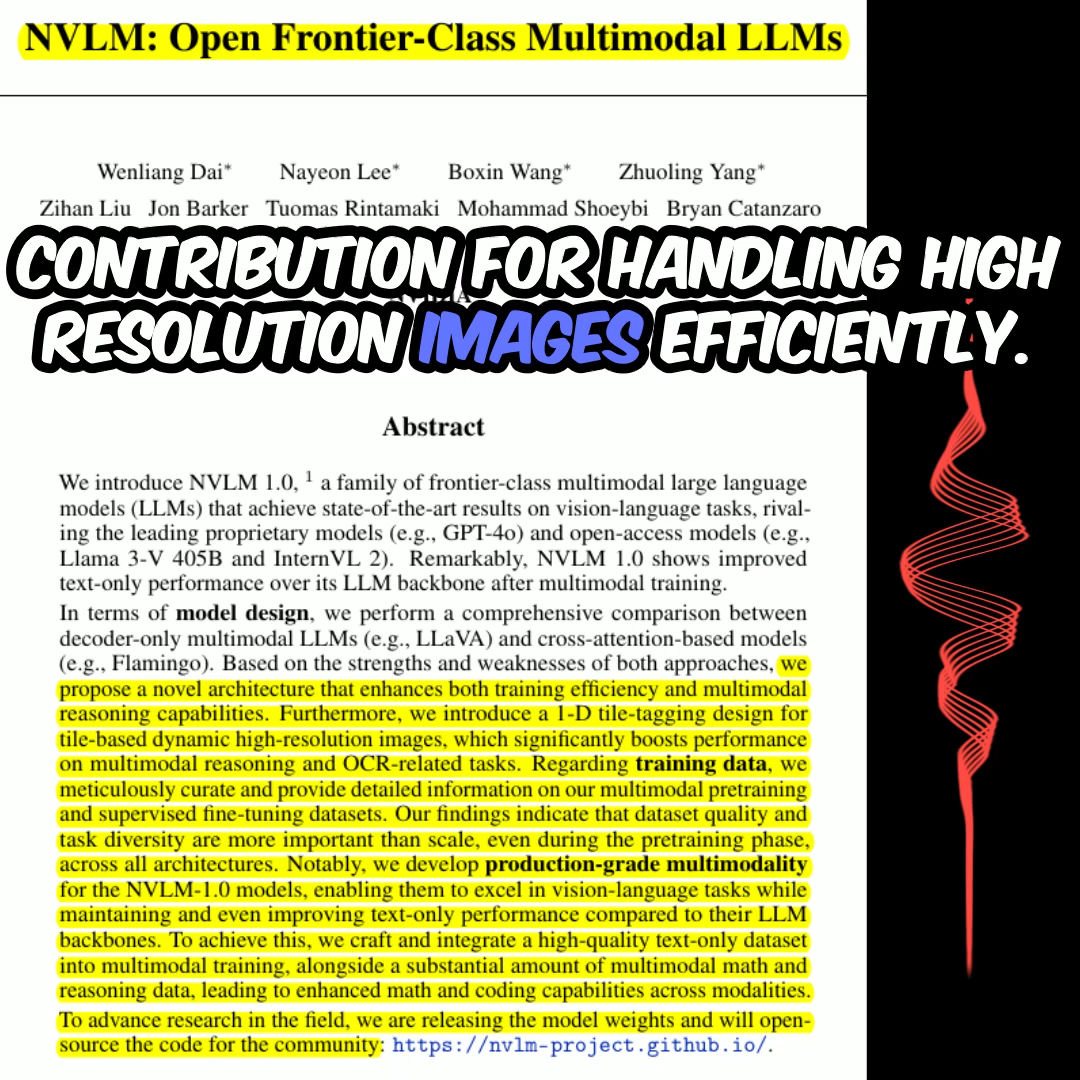 NVLM: Open Frontier-Class Multimodal LLMs
Wenliang Dai* Nayeon Lee* Boxin Wang* Zhuoling Yang*
Zihan Liu Jon Barker Tuomas Rintamaki Mohammad Shoeybi Bryan Catanzaro
CONTRIBUTION FOR HANDLING HIGH
RESOLUTION IMAGES EFFICIENTLY.
Abstract
We introduce NVLM 1.0, 1 a family of frontier-class multimodal large language
models (LLMs) that achieve state-of-the-art results on vision-language tasks, rival-
ing the leading proprietary models (e.g., GPT-4o) and open-access models (e.g.,
Llama 3-V 405B and InternVL 2). Remarkably, NVLM 1.0 shows improved
text-only performance over its LLM backbone after multimodal training.
In terms of model design, we perform a comprehensive comparison between
decoder-only multimodal LLMs (e.g., LLaVA) and cross-attention-based models
(e.g., Flamingo). Based on the strengths and weaknesses of both approaches, we
propose a novel architecture that enhances both training efficiency and multimodal
reasoning capabilities. Furthermore, we introduce a 1-D tile-tagging design for
tile-based dynamic high-resolution images, which significantly boosts performance
on multimodal reasoning and OCR-related tasks. Regarding training data, we
meticulously curate and provide detailed information on our multimodal pretraining
and supervised fine-tuning datasets. Our findings indicate that dataset quality and
task diversity are more important than scale, even during the pretraining phase,
across all architectures. Notably, we develop production-grade multimodality
for the NVLM-1.0 models, enabling them to excel in vision-language tasks while
maintaining and even improving text-only performance compared to their LLM
backbones. To achieve this, we craft and integrate a high-quality text-only dataset
into multimodal training, alongside a substantial amount of multimodal math and
reasoning data, leading to enhanced math and coding capabilities across modalities.
To advance research in the field, we are releasing the model weights and will open-
source the code for the community: https://nvlm-project.github.io/.